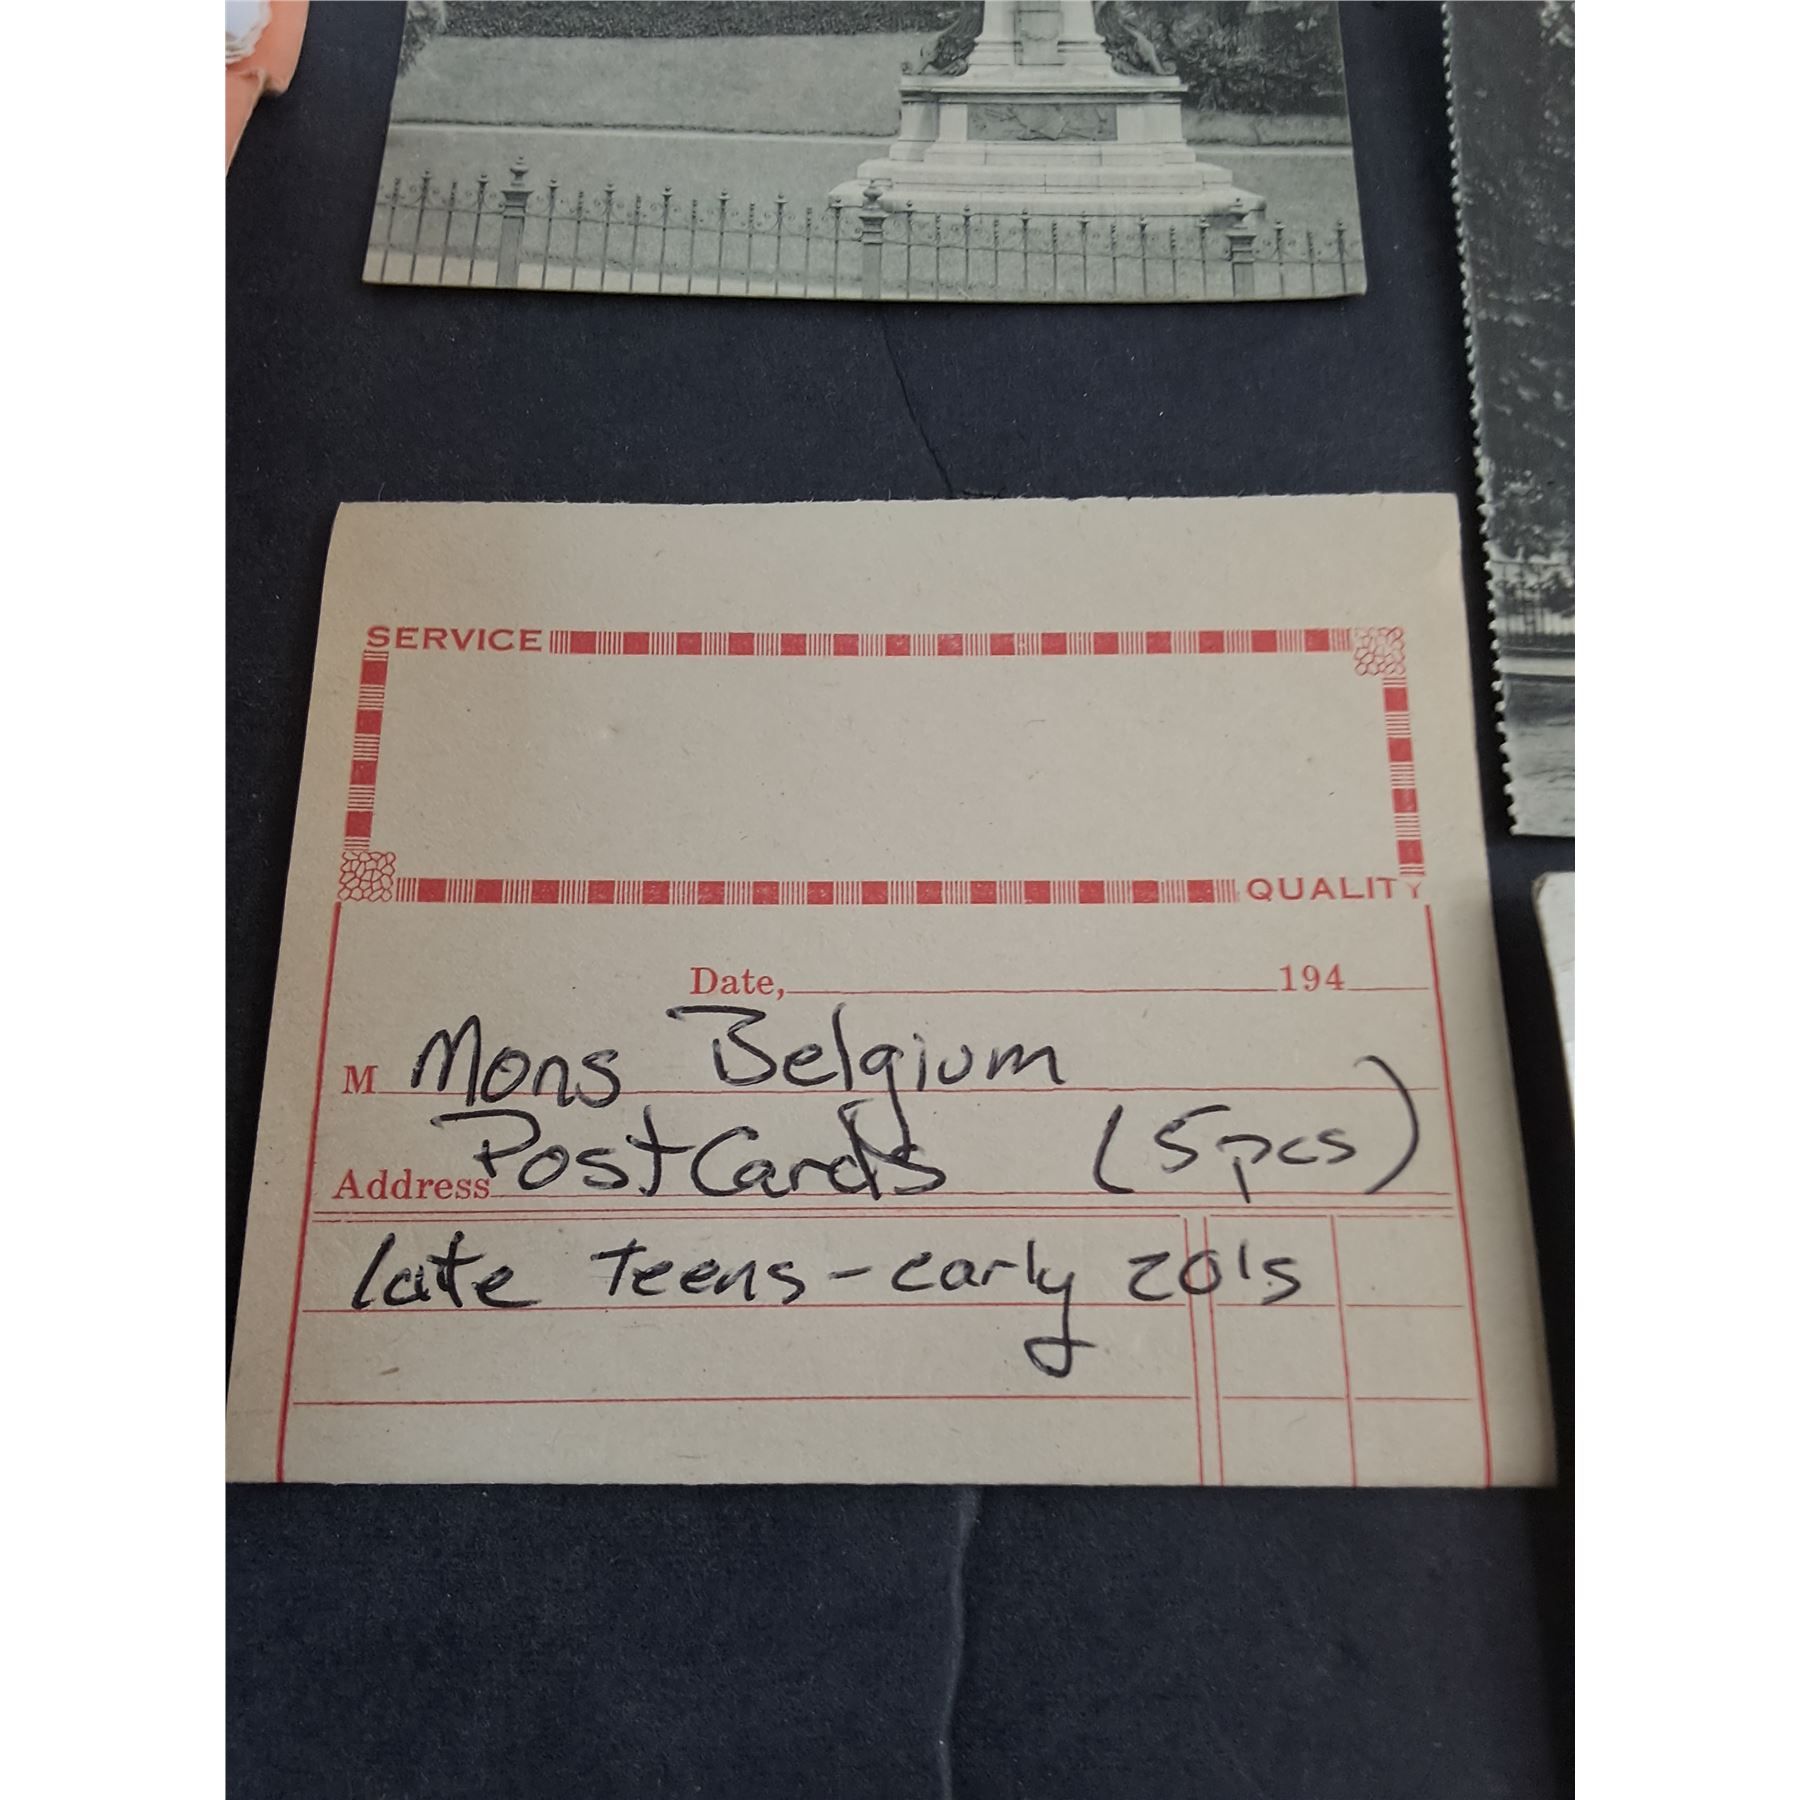 SERVICE
QUALITY
Date, 194
M Mons Belgium
Address PostCards (5pcs)
late teens - early 20's